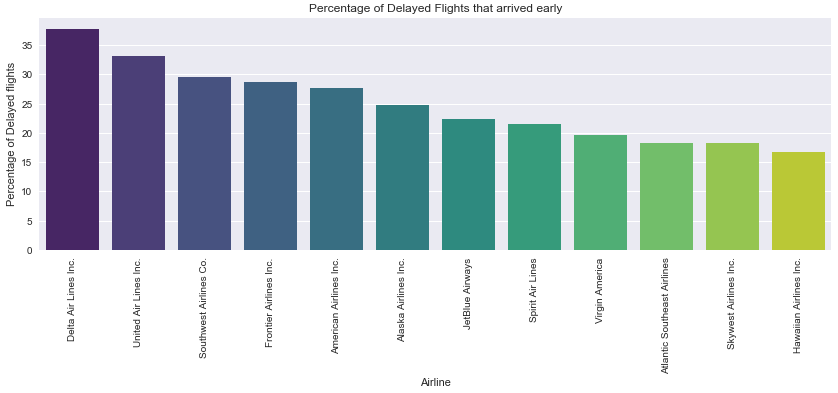 Percentage of Delayed Flights that arrived early
Percentage of Delayed flights
35
30
25
20
15
10
5
0
Delta Air Lines Inc.
United Air Lines Inc.
Southwest Airlines Co.
Frontier Airlines Inc.
American Airlines Inc.
Alaska Airlines Inc.
JetBlue Airways
Spirit Air Lines
Virgin America
Atlantic Southeast Airlines
Skywest Airlines Inc.
Hawaiian Airlines Inc.
Airline